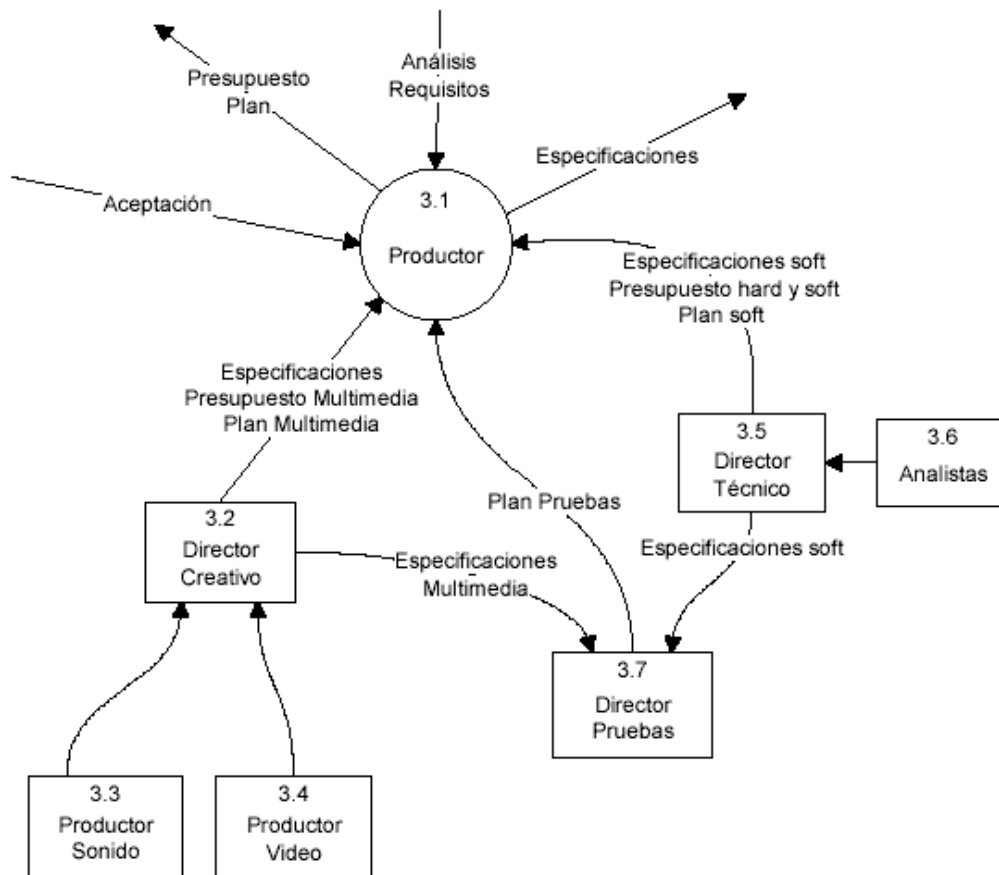 Análisis
Requisitos
Presupuesto
Plan
Especificaciones
Aceptación
3.1
Productor
Especificaciones soft
Presupuesto hard y soft
Plan soft
Especificaciones
Presupuesto Multimedia
Plan Multimedia
3.5
Director
Técnico
3.6
Analistas
Plan Pruebas
3.2
Director
Creativo
Especificaciones
Multimedia
Especificaciones soft
3.7
Director
Pruebas
3.3
Productor
Sonido
3.4
Productor
Video